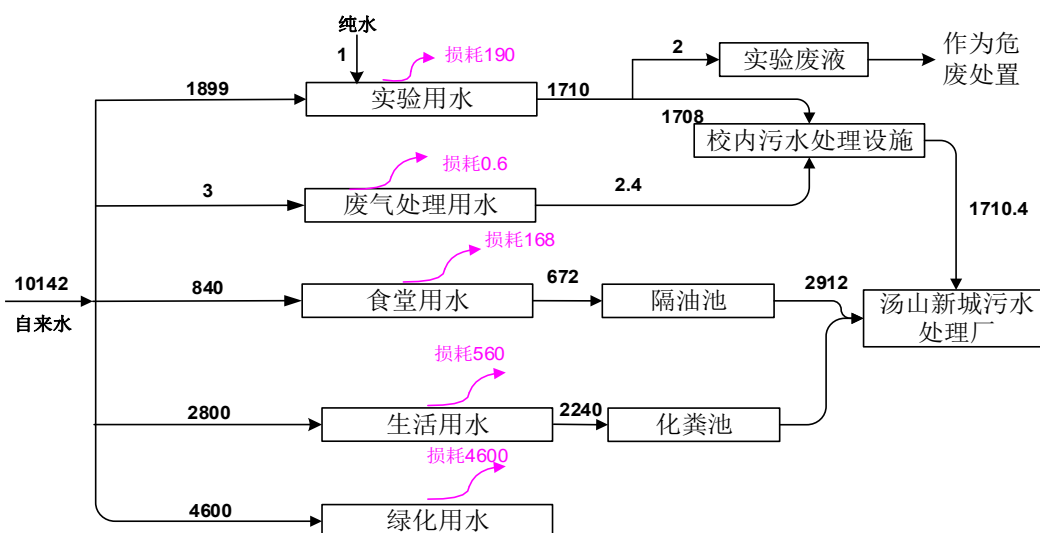 纯水
1
损耗190
2
实验废液
作为危
废处置
1899
实验用水
1710
1708
校内污水处理设施
损耗0.6
3
废气处理用水
2.4
1710.4
损耗168
10142
自来水
840
食堂用水
672
隔油池
2912
汤山新城污水
处理厂
损耗560
2800
生活用水
2240
化粪池
损耗4600
4600
绿化用水